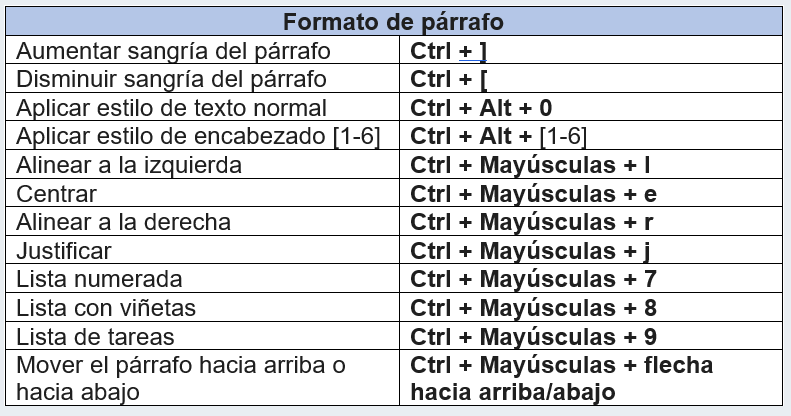 Formato de párrafo
Aumentar sangría del párrafo Ctrl + ]
Disminuir sangría del párrafo Ctrl + [
Aplicar estilo de texto normal Ctrl + Alt + 0
Aplicar estilo de encabezado [1-6] Ctrl + Alt + [1-6]
Alinear a la izquierda Ctrl + Mayúsculas + l
Centrar Ctrl + Mayúsculas + e
Alinear a la derecha Ctrl + Mayúsculas + r
Justificar Ctrl + Mayúsculas + j
Lista numerada Ctrl + Mayúsculas + 7
Lista con viñetas Ctrl + Mayúsculas + 8
Lista de tareas Ctrl + Mayúsculas + 9
Mover el párrafo hacia arriba o
hacia abajo
Ctrl + Mayúsculas + flecha
hacia arriba/abajo